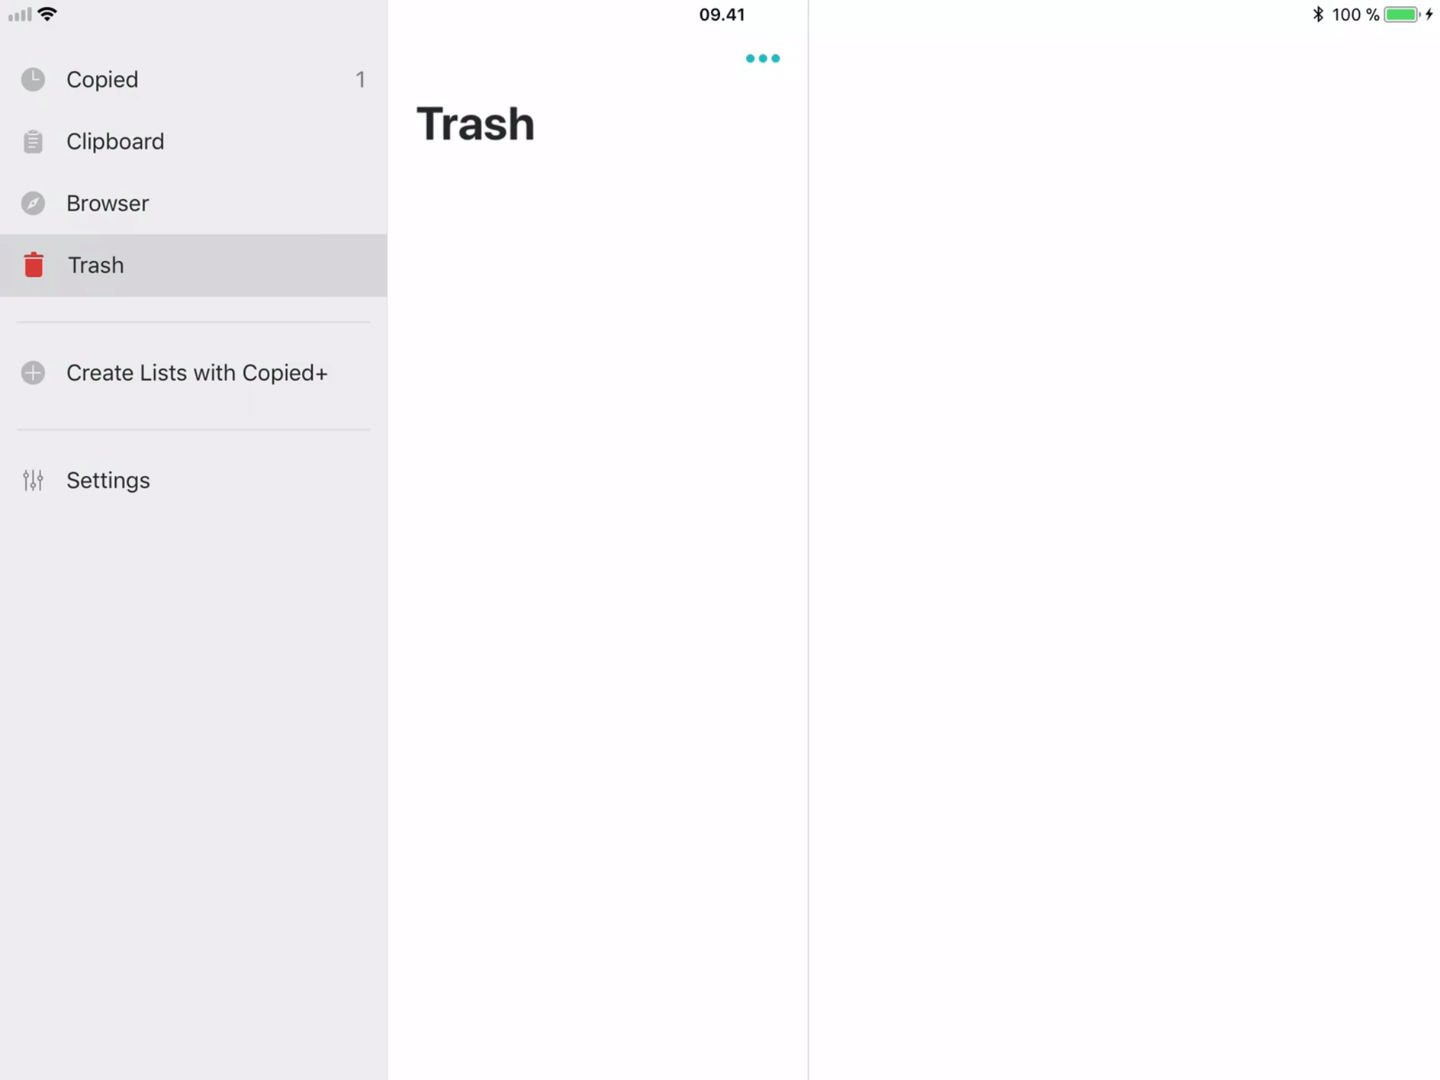 09.41
100 %
Copied 1
Clipboard
Browser
Trash
Create Lists with Copied+
Settings
Trash